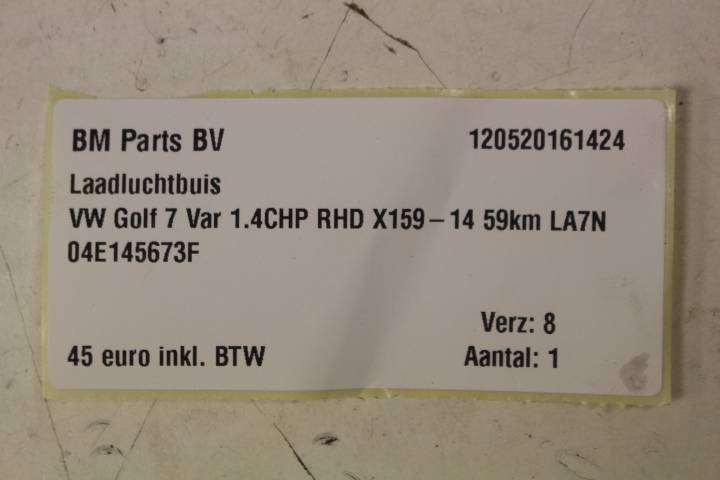 BM Parts BV 120520161424
Laadluchtbuis
VW Golf 7 Var 1.4CHP RHD X159-14 59km LA7N
04E145673F
Verz: 8
45 euro inkl. BTW Aantal: 1